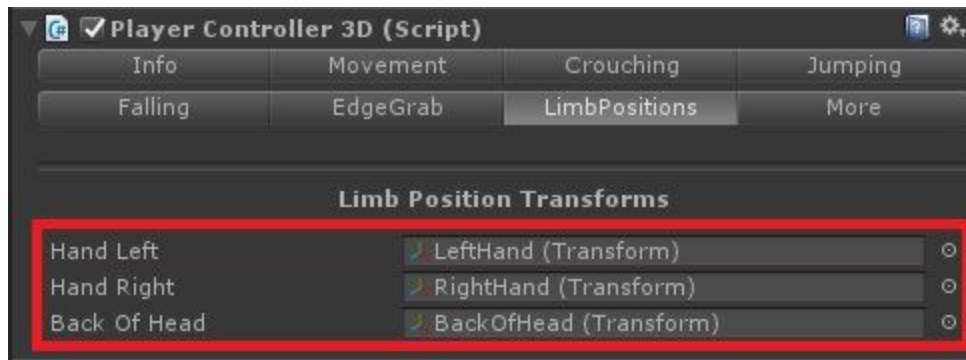 Player Controller 3D (Script)
Info Movement Crouching Jumping
Falling EdgeGrab LimbPositions More
Limb Position Transforms
Hand Left LeftHand (Transform)
Hand Right RightHand (Transform)
Back Of Head BackOfHead (Transform)